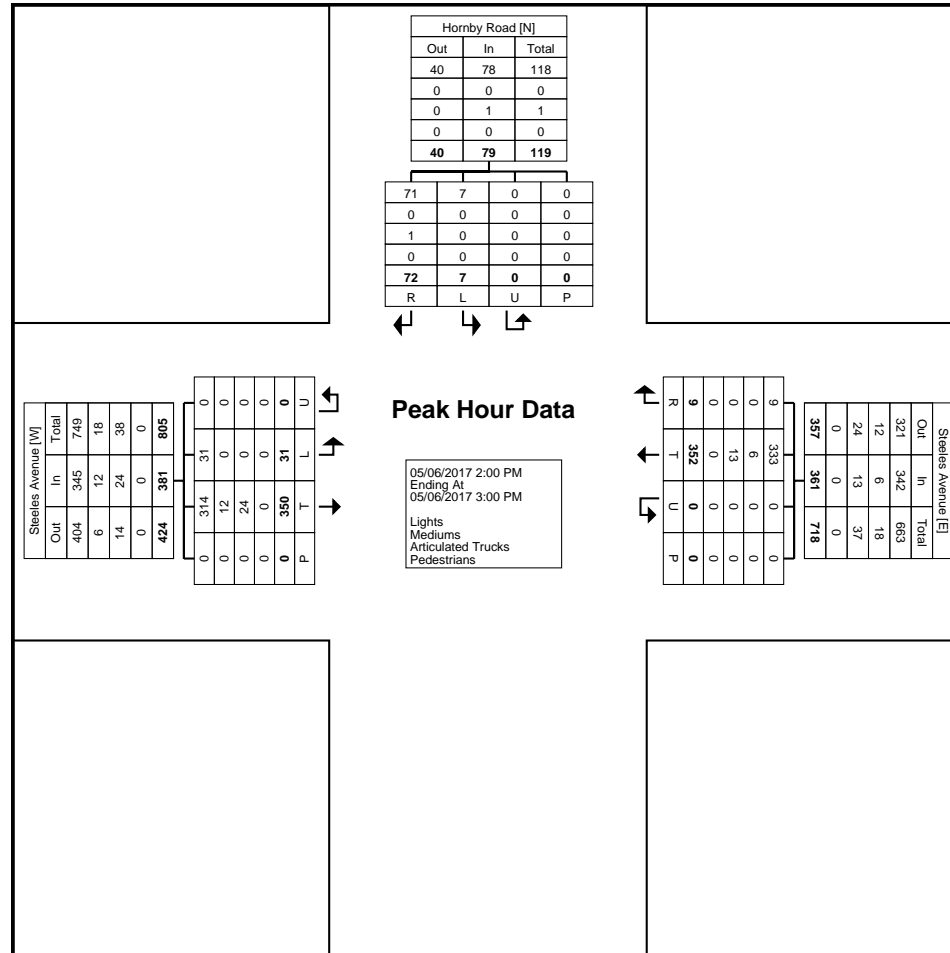 Hornby Road [N]
Out In Total
40 78 118
0 0 0
0 1 1
0 0 0
40 79 119
71 7 0 0
0 0 0 0
1 0 0 0
0 0 0 0
72 7 0 0
R L U P
Peak Hour Data
05/06/2017 2:00 PM
Ending At
05/06/2017 3:00 PM
Lights
Mediums
Articulated Trucks
Pedestrians
Steeles Avenue [W]
Total 749 18 38 0 805
In 345 12 24 0 381
Out 404 6 14 0 424
0 0 0 0 0 U
31 0 0 0 31 L
314 12 24 0 350 T
0 0 0 0 0 P
Steeles Avenue [E]
Out In Total
321 342 663
12 6 18
24 13 37
0 0 0
357 361 718
9 333 0 0
0 6 0 0
0 13 0 0
0 0 0 0
9 352 0 0
R T U P